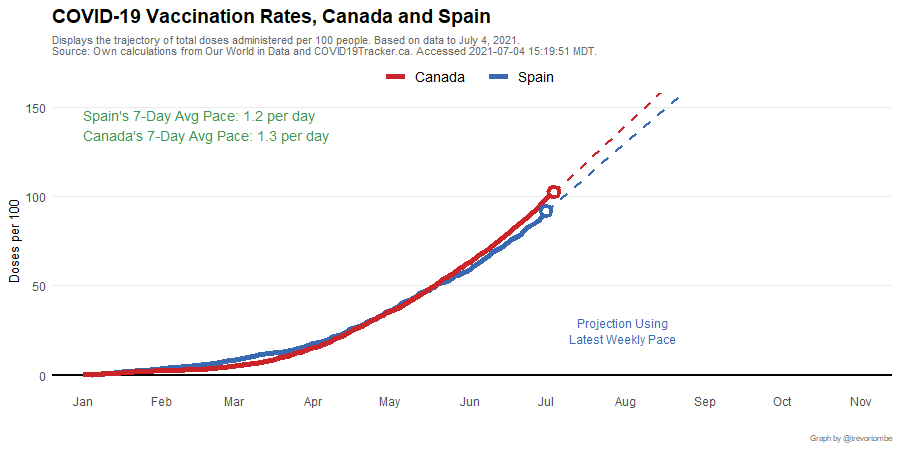 COVID-19 Vaccination Rates, Canada and Spain
Displays the trajectory of total doses administered per 100 people. Based on data to July 4, 2021.
Source: Own calculations from Our World in Data and COVID19Tracker.ca. Accessed 2021-07-04 15:19:51 MDT.
Canada
Spain
150
Spain's 7-Day Avg Pace: 1.2 per day
Canada's 7-Day Avg Pace: 1.3 per day
100
Doses per 100
50
Projection Using
Latest Weekly Pace
0
Jan Feb Mar Apr May Jun Jul Aug Sep Oct Nov
Graph by @trevortombe